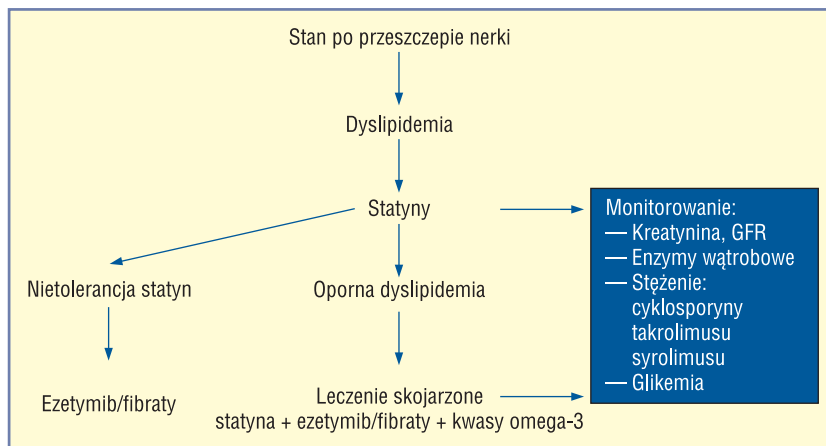 Stan po przeszczepie nerki
Dyslipidemia
Statyny
Nietolerancja statyn
Oporna dyslipidemia
Ezetymib/fibraty
Leczenie skojarzone
statyna + ezetymib/fibraty + kwasy omega-3
Monitorowanie:
— Kreatynina, GFR
— Enzymy wątrobowe
— Stężenie:
cyklosporyny
takrolimusu
syrolimusu
— Glikemia